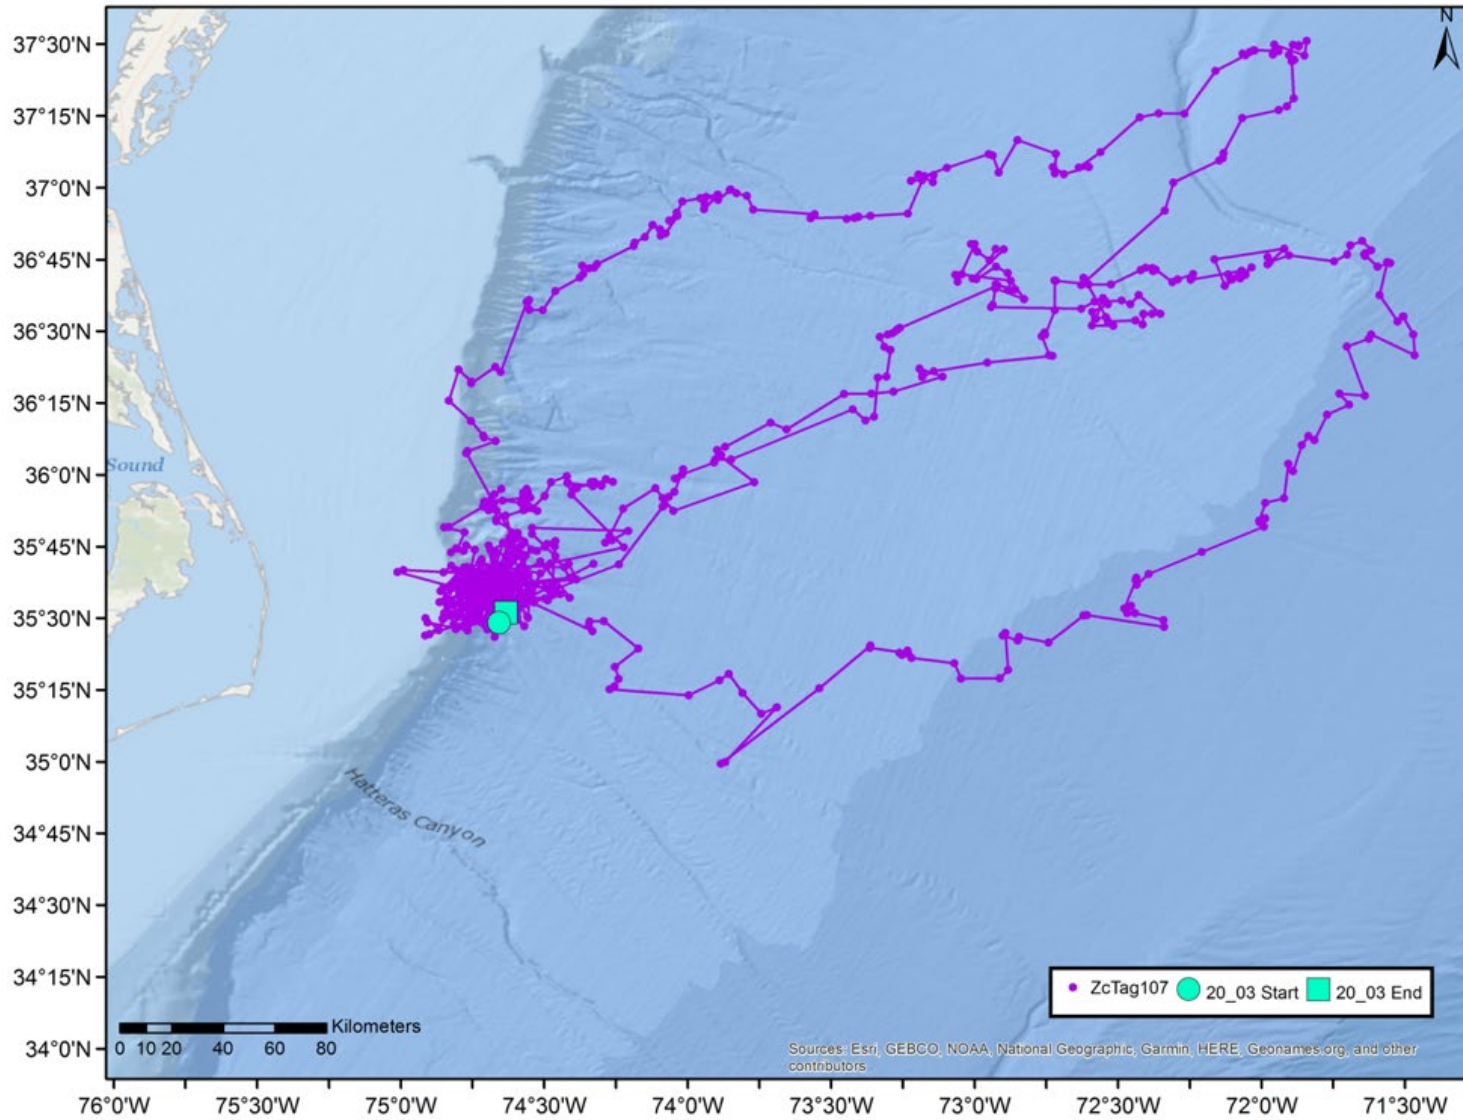 N
37°30'N
37°15'N
37°0'N
36°45'N
36°30'N
36°15'N
36°0'N
35°45'N
35°30'N
35°15'N
35°0'N
34°45'N
34°30'N
34°15'N
34°0'N
Sound
Hatteras Canyon
ZcTag107
20_03 Start
20_03 End
Kilometers
0 10 20 40 60 80
Sources: Esri, GEBCO, NOAA, National Geographic, Garmin, HERE, Geonames.org, and other
contributors
76°0'W 75°30'W 75°0'W 74°30'W 74°0'W 73°30'W 73°0'W 72°30'W 72°0'W 71°30'W